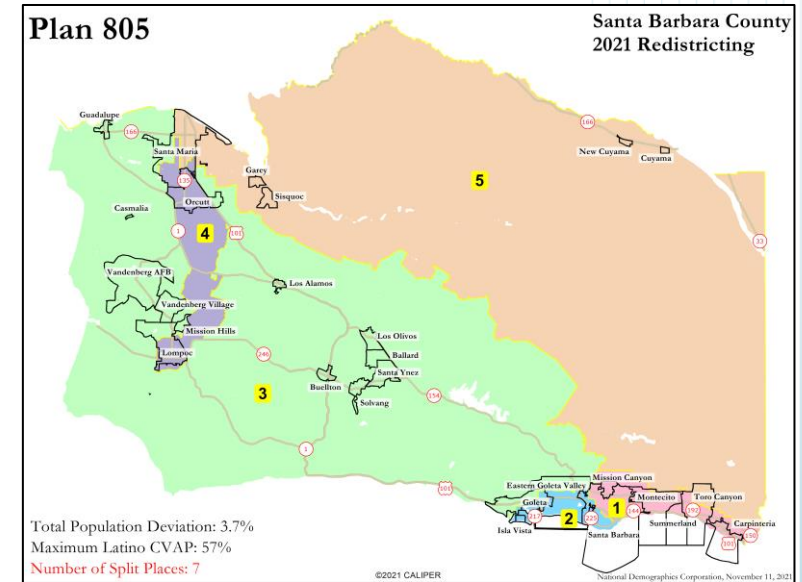 Plan 805
Santa Barbara County
2021 Redistricting
Guadalupe
166
166
Santa Maria
New Cuyama
Cuyama
Garey
135
5
Sisquoc
Orcutt
Casmalia
4
1
101
33
Vandenberg AFB
Los Alamos
Vandenberg Village
Mission Hills
Los Olivos
Lompoc
246
Ballard
Santa Ynez
Buellton
3
154
Solvang
1
Mission Canyon
Eastern Goleta Valley
101
Montecito
Toro Canyon
Goleta
1
217
2
225
144
192
Isla Vista
Summerland
Carpinteria
Santa Barbara
150
101
Total Population Deviation: 3.7%
Maximum Latino CVAP: 57%
Number of Split Places: 7
©2021 CALIPER
National Demographics Corporation, November 11, 2021